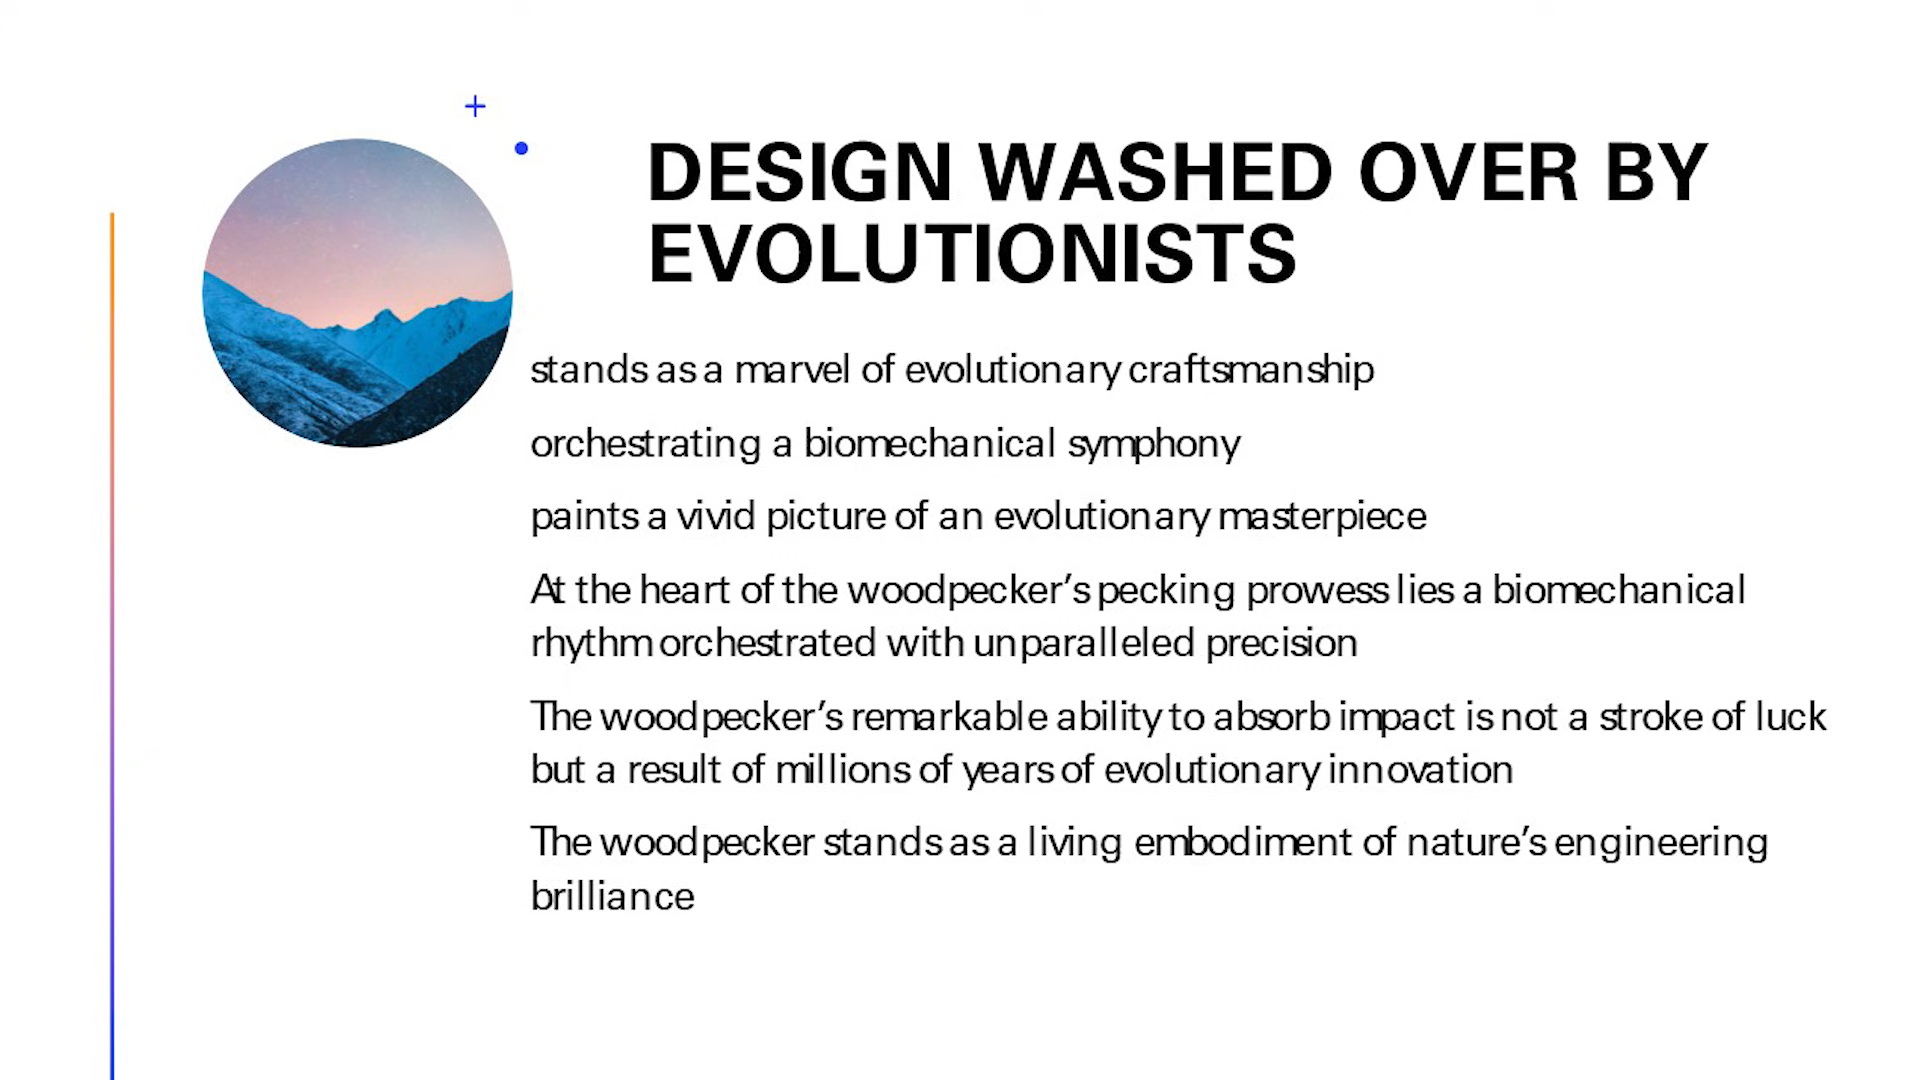 DESIGN WASHED OVER BY
EVOLUTIONISTS
stands as a marvel of evolutionary craftsmanship
orchestrating a biomechanical symphony
paints a vivid picture of an evolutionary masterpiece
At the heart of the woodpecker’s pecking prowess lies a biomechanical
rhythm orchestrated with unparalleled precision
The woodpecker’s remarkable ability to absorb impact is not a stroke of luck
but a result of millions of years of evolutionary innovation
The woodpecker stands as a living embodiment of nature’s engineering
brilliance